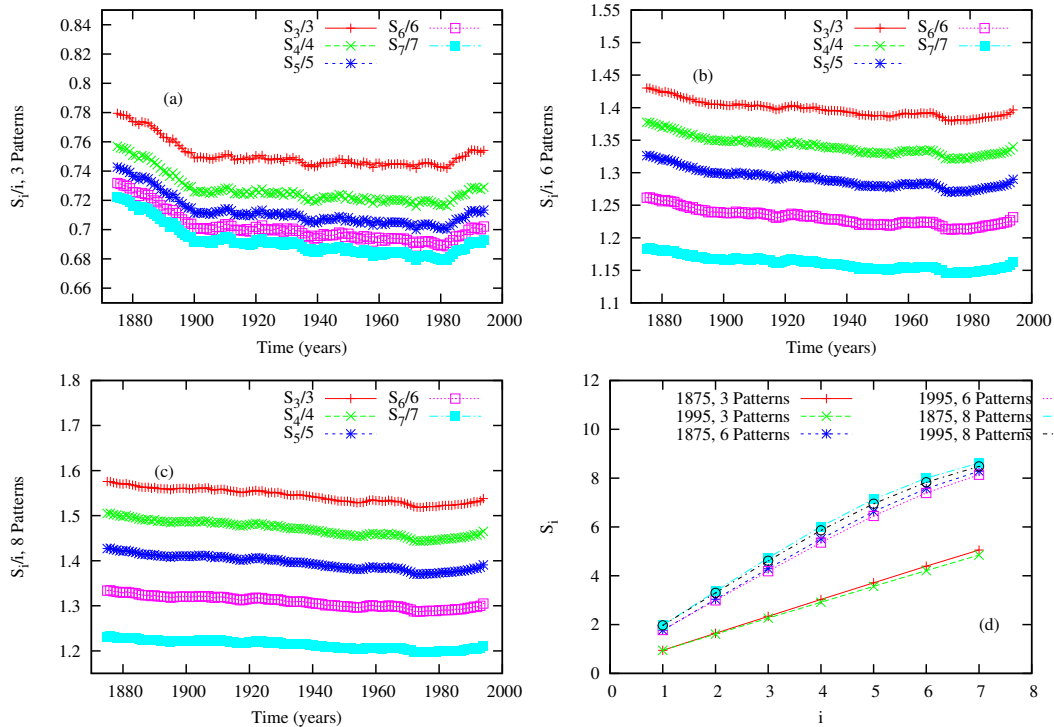 S3/3 S6/6
S4/4 S7/7
S5/5
(a)
0.84
0.82
0.8
0.78
0.76
0.74
0.72
0.7
0.68
0.66
Si/i, 3 Patterns
1880 1900 1920 1940 1960 1980 2000
Time (years)
S3/3 S6/6
S4/4 S7/7
S5/5
(b)
1.55
1.5
1.45
1.4
1.35
1.3
1.25
1.2
1.15
1.1
Si/i, 6 Patterns
1880 1900 1920 1940 1960 1980 2000
Time (years)
S3/3 S6/6
S4/4 S7/7
S5/5
(c)
1.8
1.7
1.6
1.5
1.4
1.3
1.2
Si/i, 8 Patterns
1880 1900 1920 1940 1960 1980 2000
Time (years)
1875, 3 Patterns 1995, 6 Patterns
1995, 3 Patterns 1875, 8 Patterns
1875, 6 Patterns 1995, 8 Patterns
12
10
8
6
4
2
0
Si
(d)
0 1 2 3 4 5 6 7 8
i